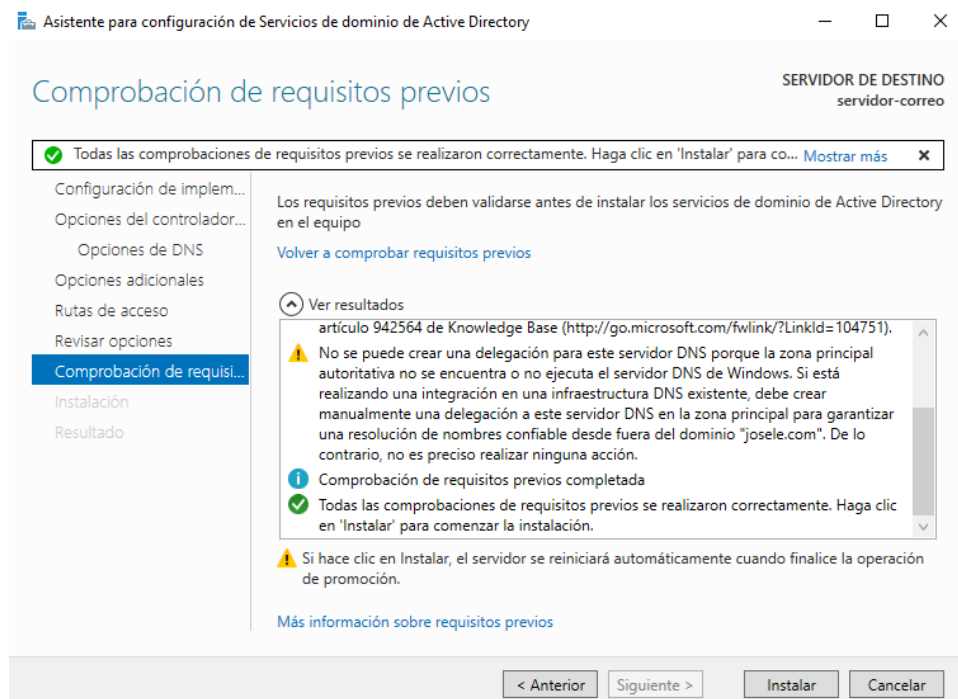 Asistente para configuración de Servicios de dominio de Active Directory
Comprobación de requisitos previos
SERVIDOR DE DESTINO
servidor-correo
Todas las comprobaciones de requisitos previos se realizaron correctamente. Haga clic en 'Instalar' para co... Mostrar más
Configuración de implem...
Opciones del controlador...
Opciones de DNS
Opciones adicionales
Rutas de acceso
Revisar opciones
Comprobación de requisi...
Instalación
Resultado
Los requisitos previos deben validarse antes de instalar los servicios de dominio de Active Directory
en el equipo
Volver a comprobar requisitos previos
Ver resultados
artículo 942564 de Knowledge Base (http://go.microsoft.com/fwlink/?LinkId=104751).
No se puede crear una delegación para este servidor DNS porque la zona principal
autoritativa no se encuentra o no ejecuta el servidor DNS de Windows. Si está
realizando una integración en una infraestructura DNS existente, debe crear
manualmente una delegación a este servidor DNS en la zona principal para garantizar
una resolución de nombres confiable desde fuera del dominio "josele.com". De lo
contrario, no es preciso realizar ninguna acción.
Comprobación de requisitos previos completada
Todas las comprobaciones de requisitos previos se realizaron correctamente. Haga clic
en 'Instalar' para comenzar la instalación.
Si hace clic en Instalar, el servidor se reiniciará automáticamente cuando finalice la operación
de promoción.
Más información sobre requisitos previos
< Anterior
Siguiente >
Instalar
Cancelar